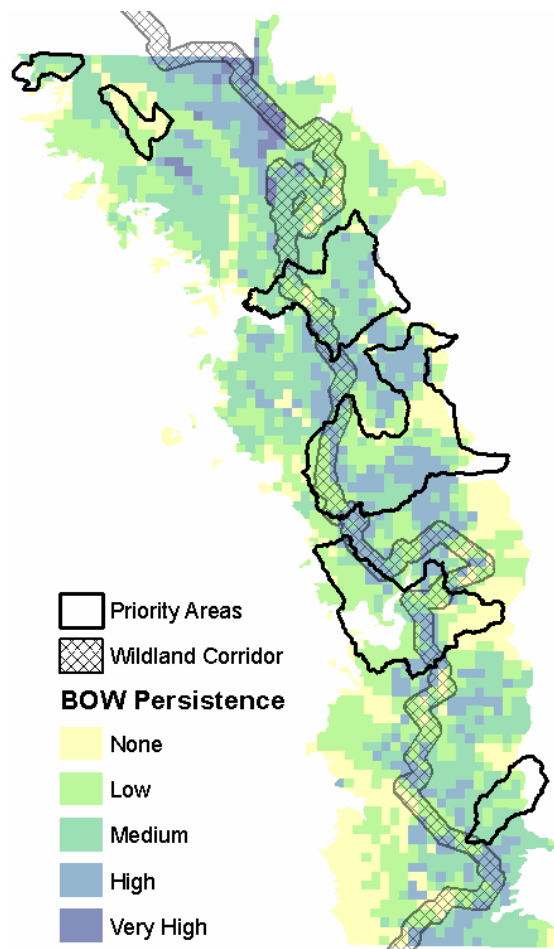 Priority Areas
Wildland Corridor
BOW Persistence
None
Low
Medium
High
Very High